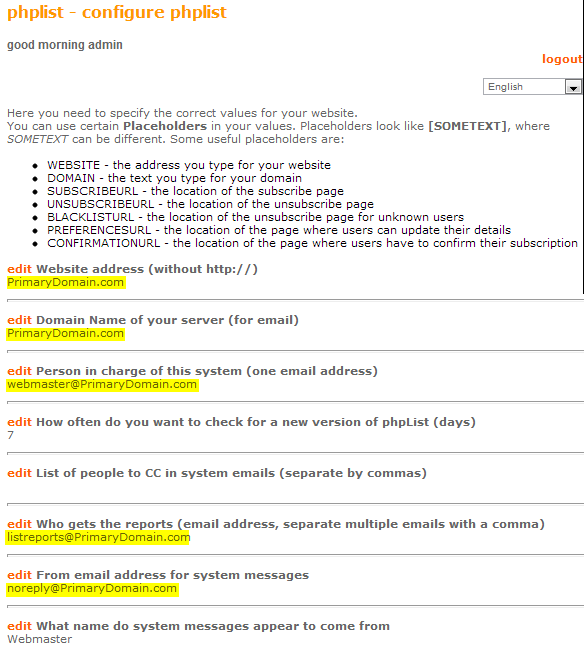 phplist - configure phplist
good morning admin
logout
English
Here you need to specify the correct values for your website.
You can use certain Placeholders in your values. Placeholders look like [SOMETEXT], where
SOMETEXT can be different. Some useful placeholders are:
WEBSITE - the address you type for your website
DOMAIN - the text you type for your domain
SUBSCRIBEURL - the location of the subscribe page
UNSUBSCRIBEURL - the location of the unsubscribe page
BLACKLISTURL - the location of the unsubscribe page for unknown users
PREFERENCESURL - the location of the page where users can update their details
CONFIRMATIONURL - the location of the page where users have to confirm their subscription
edit Website address (without http://)
PrimaryDomain.com
edit Domain Name of your server (for email)
PrimaryDomain.com
edit Person in charge of this system (one email address)
webmaster@PrimaryDomain.com
edit How often do you want to check for a new version of phpList (days)
7
edit List of people to CC in system emails (separate by commas)
edit Who gets the reports (email address, separate multiple emails with a comma)
listreports@PrimaryDomain.com
edit From email address for system messages
noreply@PrimaryDomain.com
edit What name do system messages appear to come from
Webmaster